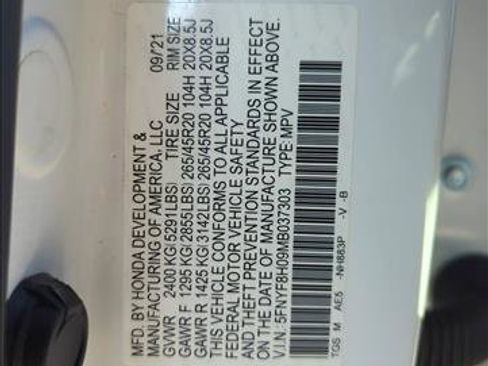 MFD. BY HONDA DEVELOPMENT &
MANUFACTURING OF AMERICA, LLC 09/21
GVWR 2400 KG(5291LBS) TIRE SIZE RIM SIZE
GAWR F 1295 KG(2855LBS) 265/45R20 104H 20X8.5J
GAWR R 1425 KG(3142LBS) 265/45R20 104H 20X8.5J
THIS VEHICLE CONFORMS TO ALL APPLICABLE
FEDERAL MOTOR VEHICLE SAFETY
AND THEFT PREVENTION STANDARDS IN EFFECT
ON THE DATE OF MANUFACTURE SHOWN ABOVE.
V.I.N.: 5FNYF8H09MB037303 TYPE: MPV
TGS M AE5 -NH883P -V -B